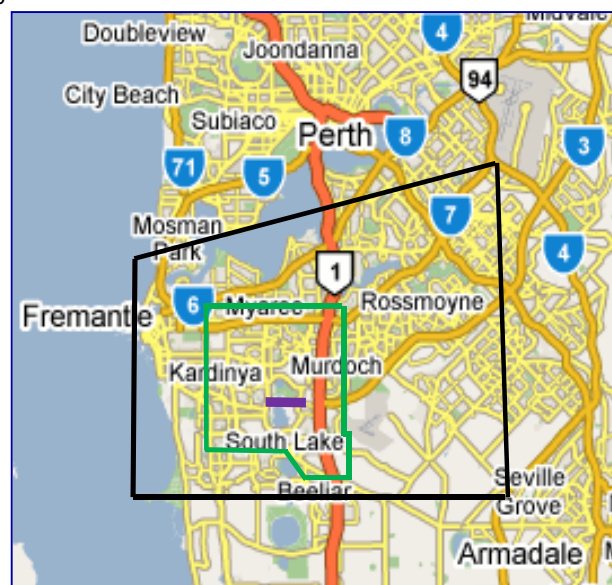 Midvale
Doubleview
4
Joondanna
94
City Beach
Subiaco
Perth
8
3
71
5
Mosman
Park
7
4
1
6
Myaree
Rossmoyne
Fremantle
Kardinya
Murdoch
South Lake
Beeliar
Seville
Grove
Armadale